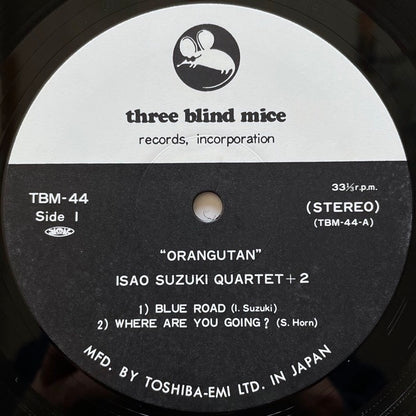 three blind mice
records, incorporation
TBM-44
Side 1
33⅓ r.p.m.
(STEREO)
(TBM-44-A)
"ORANGUTAN"
ISAO SUZUKI QUARTET+2
1) BLUE ROAD (I. Suzuki)
2) WHERE ARE YOU GOING? (S. Horn)
MFD. BY TOSHIBA-EMI LTD. IN JAPAN